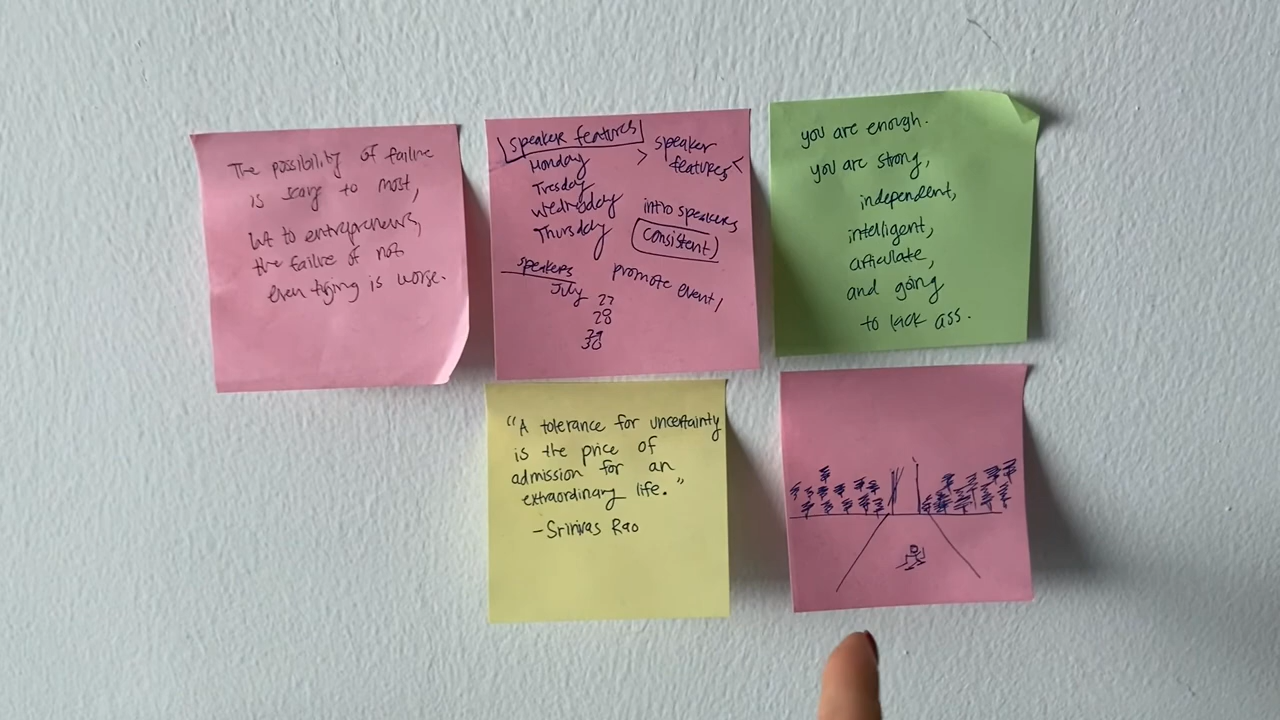 The possibility of failure
is scary to most,
but to entrepreneurs,
the failure of not
even trying is worse.
speaker features
Monday
Tuesday
Wednesday
Thursday
speakers
July 27
28
29
30
> speaker
features <
intro speakers
consistent
promote event
you are enough.
you are strong,
independent,
intelligent,
articulate,
and going
to kick ass.
"A tolerance for uncertainty
is the price of
admission for an
extraordinary life."
- Srinivas Rao